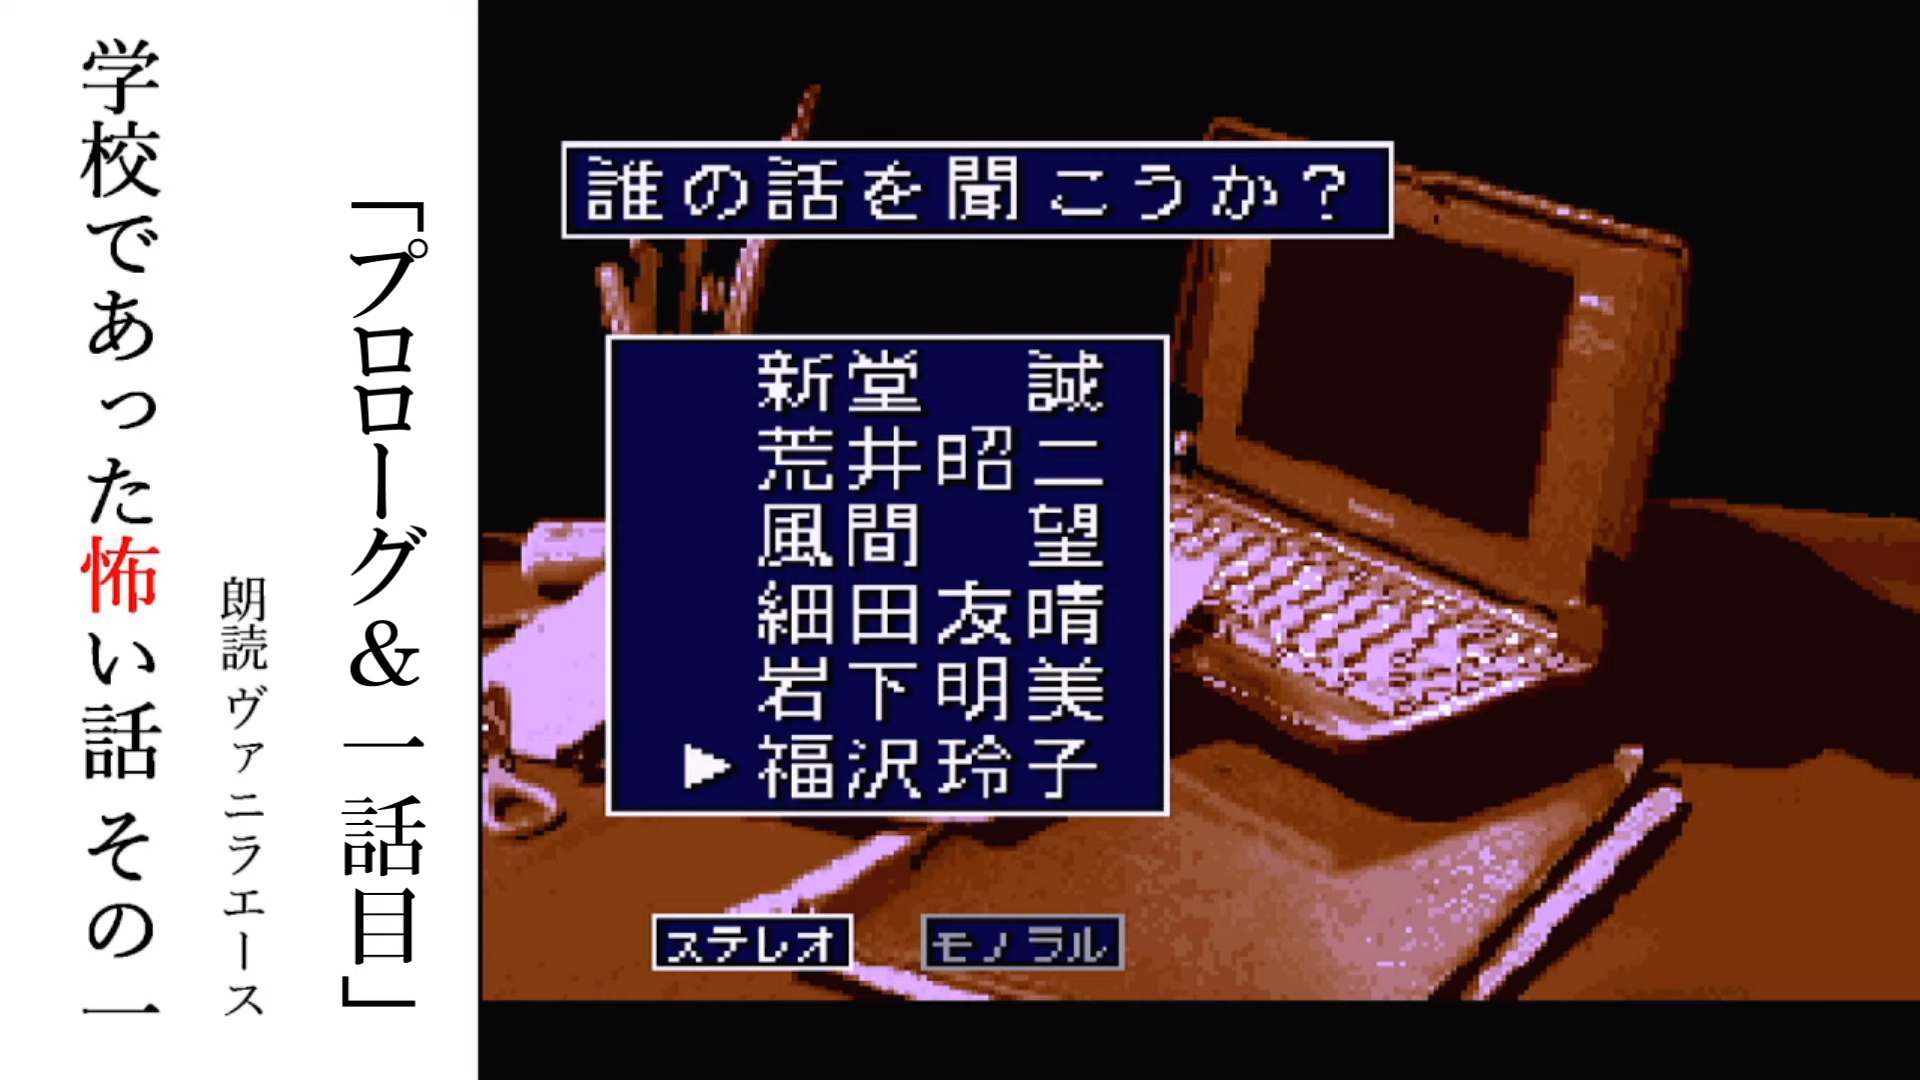 学校であった怖い話 その一
朗読 ヴァニラエース
「プロローグ＆一話目」
誰の話を聞こうか？
新堂　誠
荒井昭二
風間　望
細田友晴
岩下明美
▶福沢玲子
ステレオ
モノラル